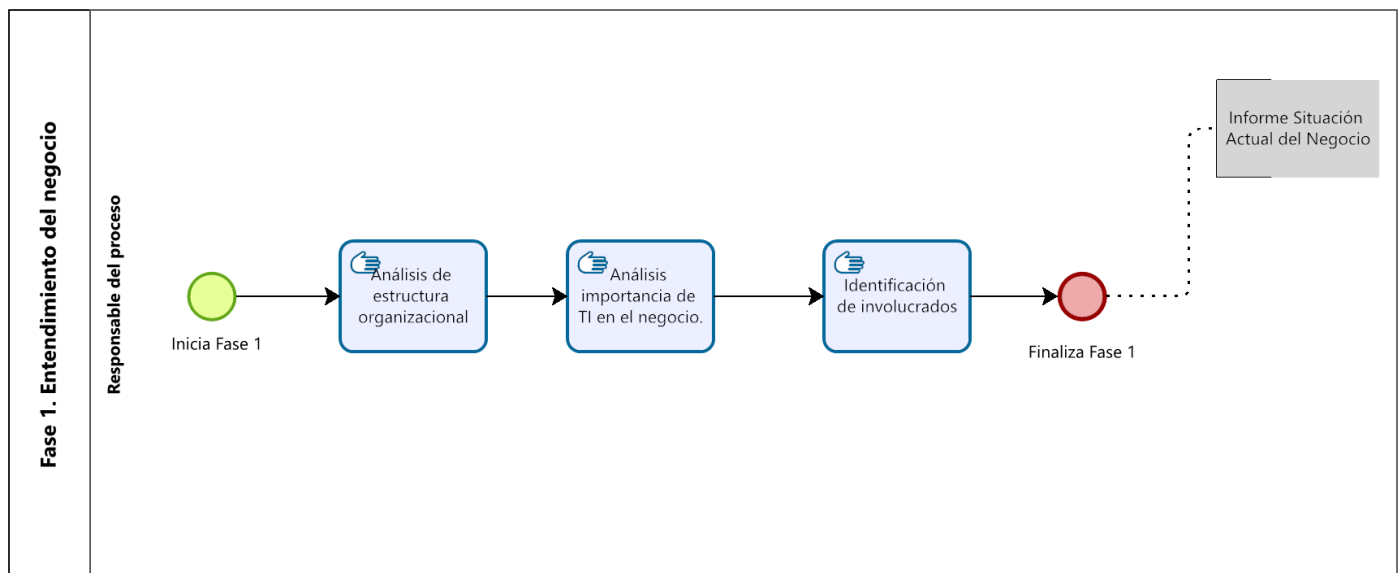 Fase 1. Entendimiento del negocio
Responsable del proceso
Inicia Fase 1
Análisis de
estructura
organizacional
Análisis
importancia de
TI en el negocio.
Identificación
de involucrados
Finaliza Fase 1
Informe Situación
Actual del Negocio